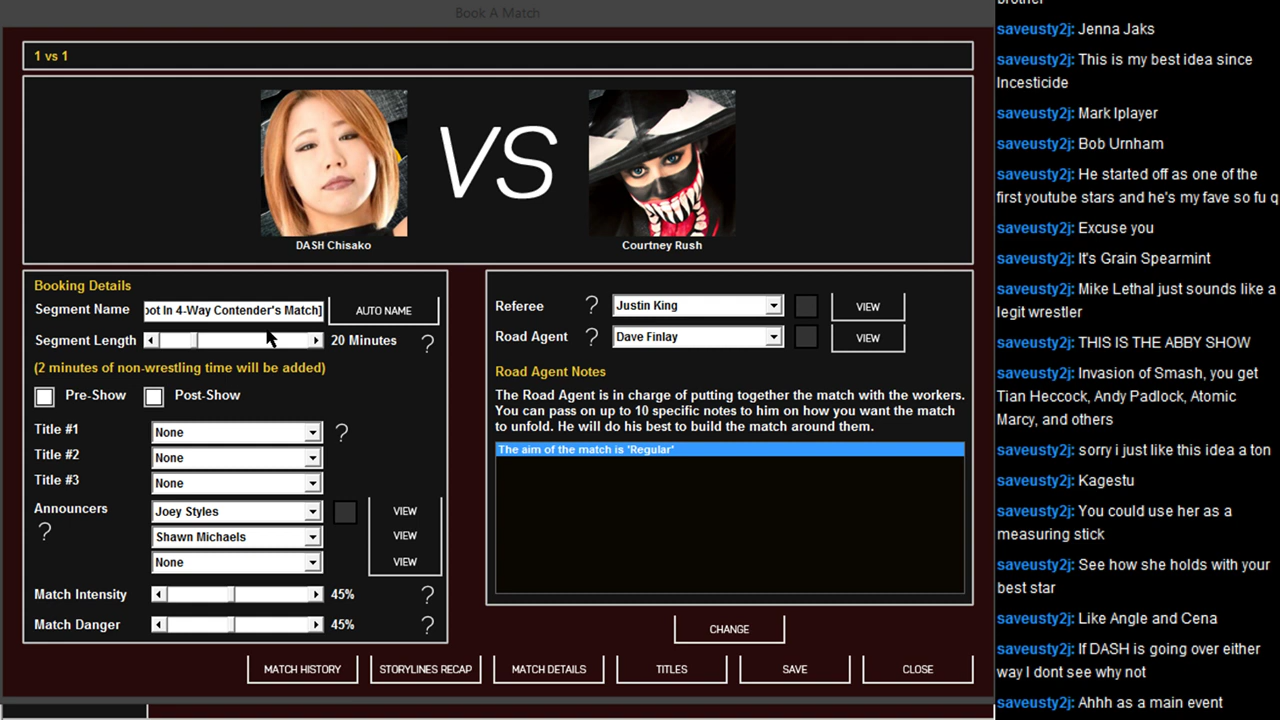 Book A Match
1 vs 1
VS
DASH Chisako
Courtney Rush
Booking Details
Segment Name
oot In 4-Way Contender's Match]
AUTO NAME
Segment Length
20 Minutes
?
(2 minutes of non-wrestling time will be added)
Pre-Show
Post-Show
Title #1
None
?
Title #2
None
Title #3
None
Announcers
Joey Styles
VIEW
?
Shawn Michaels
VIEW
None
VIEW
Match Intensity
45%
?
Match Danger
45%
?
Referee
?
Justin King
VIEW
Road Agent
?
Dave Finlay
VIEW
Road Agent Notes
The Road Agent is in charge of putting together the match with the workers.
You can pass on up to 10 specific notes to him on how you want the match
to unfold. He will do his best to build the match around them.
The aim of the match is 'Regular'
CHANGE
MATCH HISTORY
STORYLINES RECAP
MATCH DETAILS
TITLES
SAVE
CLOSE
brother
saveusty2j: Jenna Jaks
saveusty2j: This is my best idea since
Incesticide
saveusty2j: Mark Iplayer
saveusty2j: Bob Urnham
saveusty2j: He started off as one of the
first youtube stars and he's my fave so fu q
saveusty2j: Excuse you
saveusty2j: It's Grain Spearmint
saveusty2j: Mike Lethal just sounds like a
legit wrestler
saveusty2j: THIS IS THE ABBY SHOW
saveusty2j: Invasion of Smash, you get
Tian Heccock, Andy Padlock, Atomic
Marcy, and others
saveusty2j: sorry i just like this idea a ton
saveusty2j: Kagestu
saveusty2j: You could use her as a
measuring stick
saveusty2j: See how she holds with your
best star
saveusty2j: Like Angle and Cena
saveusty2j: If DASH is going over either
way I dont see why not
saveusty2j: Ahhh as a main event